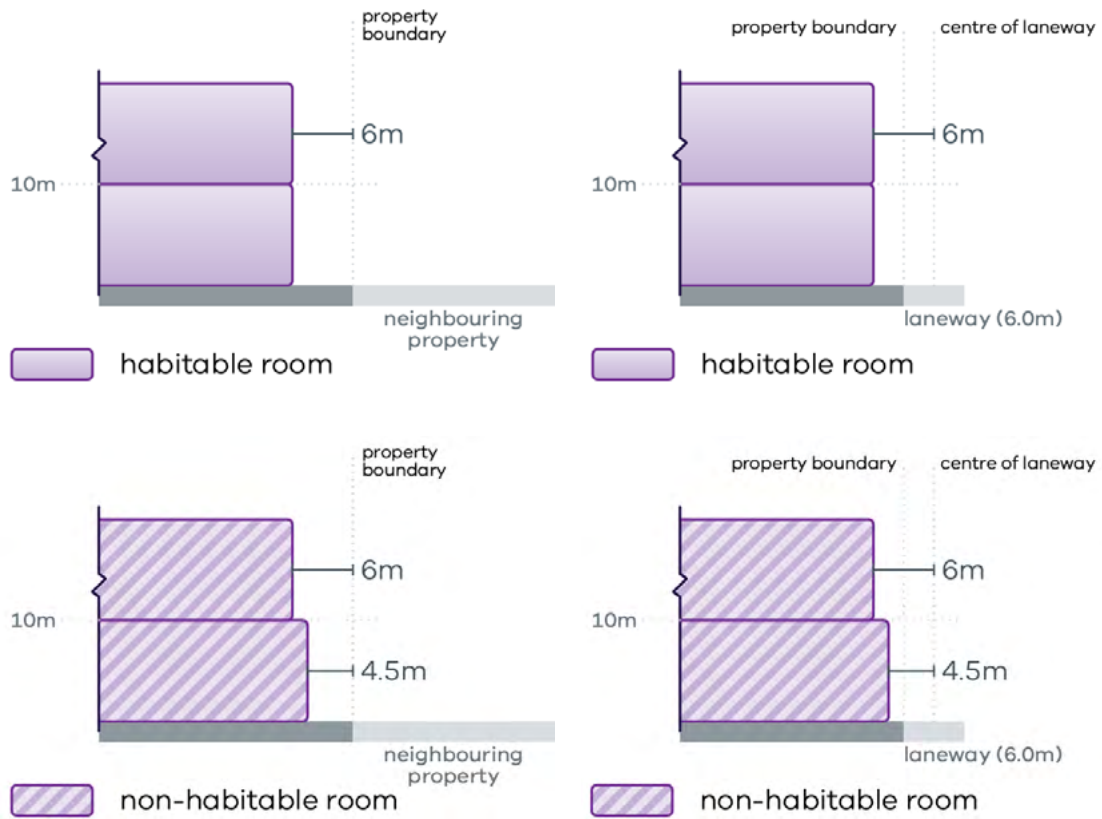 property
boundary
6m
10m
neighbouring
property
habitable room
property boundary
centre of laneway
6m
10m
laneway (6.0m)
habitable room
property
boundary
6m
10m
4.5m
neighbouring
property
non-habitable room
property boundary
centre of laneway
6m
10m
4.5m
laneway (6.0m)
non-habitable room